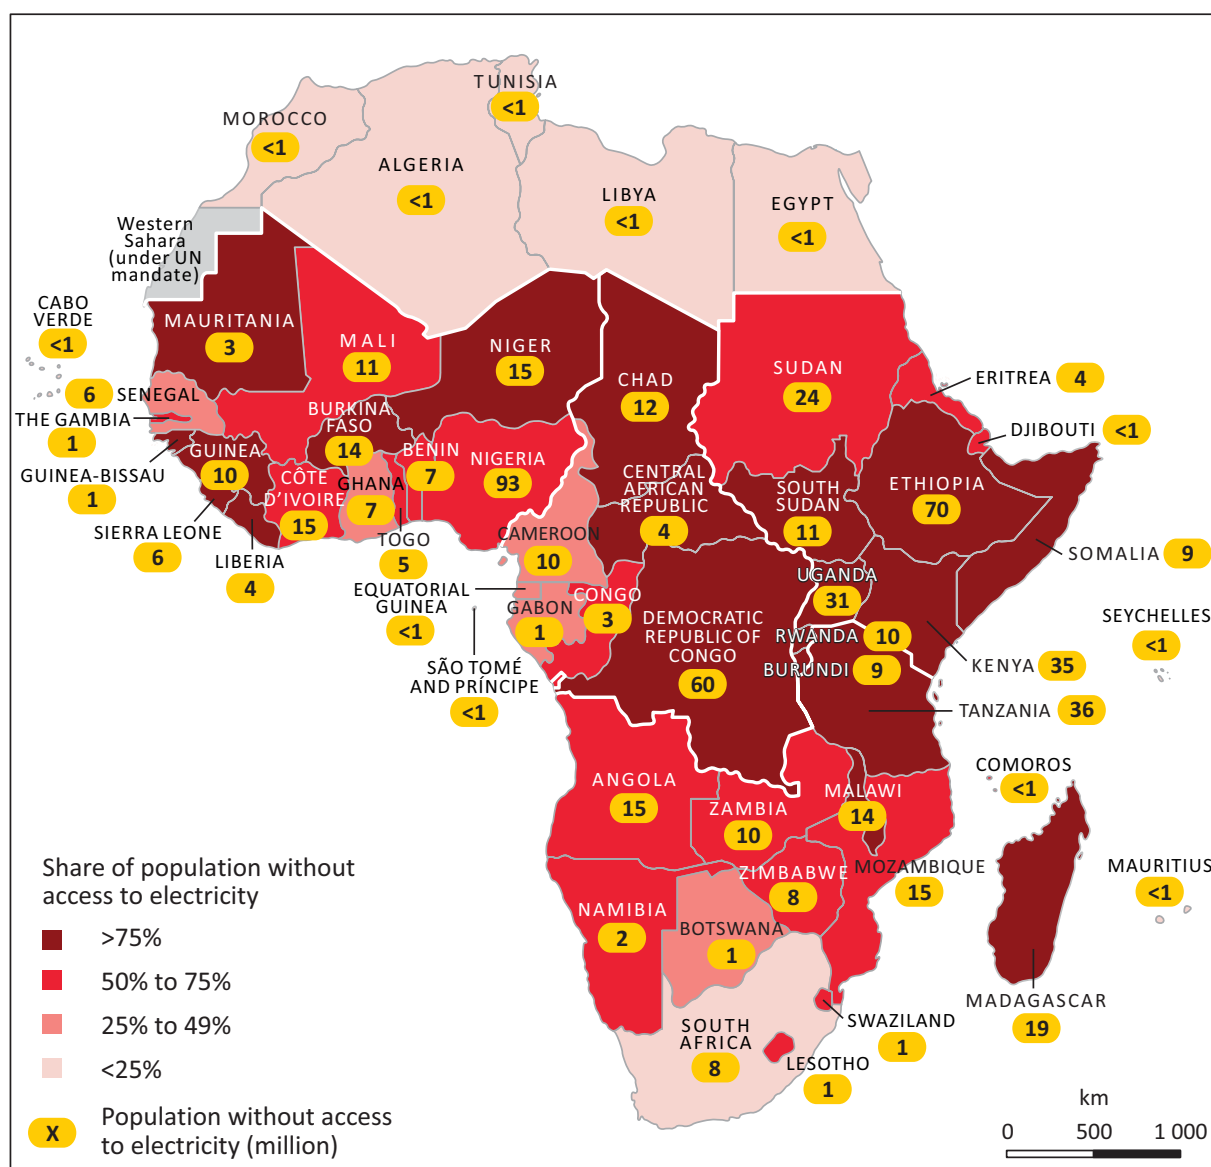 TUNISIA
<1
MOROCCO
<1
ALGERIA
<1
LIBYA
<1
EGYPT
<1
Western
Sahara
(under UN
mandate)
CABO
VERDE
<1
MAURITANIA
3
MALI
11
NIGER
15
CHAD
12
SUDAN
24
ERITREA 4
DJIBOUTI <1
6 SENEGAL
THE GAMBIA
1
GUINEA-BISSAU
1
GUINEA
10
BURKINA
FASO
14
BENIN
7
NIGERIA
93
CÔTE
D'IVOIRE
15
GHANA
7
TOGO
5
SIERRA LEONE
6
LIBERIA
4
CENTRAL
AFRICAN
REPUBLIC
4
SOUTH
SUDAN
11
ETHIOPIA
70
SOMALIA 9
CAMEROON
10
EQUATORIAL
GUINEA
<1
GABON
1
CONGO
3
SÃO TOMÉ
AND PRÍNCIPE
<1
DEMOCRATIC
REPUBLIC OF
CONGO
60
UGANDA
31
RWANDA 10
BURUNDI 9
KENYA 35
TANZANIA 36
SEYCHELLES
<1
COMOROS
<1
ANGOLA
15
ZAMBIA
10
MALAWI
14
MOZAMBIQUE
15
ZIMBABWE
8
NAMIBIA
2
BOTSWANA
1
MAURITIUS
<1
MADAGASCAR
19
SOUTH
AFRICA
8
SWAZILAND
1
LESOTHO
1
Share of population without
access to electricity
>75%
50% to 75%
25% to 49%
<25%
X Population without access
to electricity (million)
km
0 500 1 000